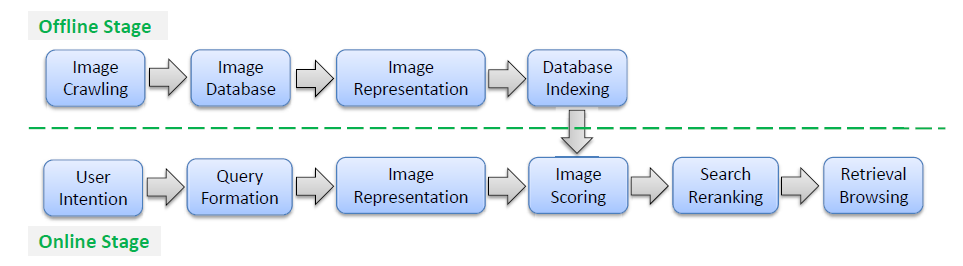 Offline Stage
Image
Crawling
Image
Database
Image
Representation
Database
Indexing
User
Intention
Query
Formation
Image
Representation
Image
Scoring
Search
Reranking
Retrieval
Browsing
Online Stage